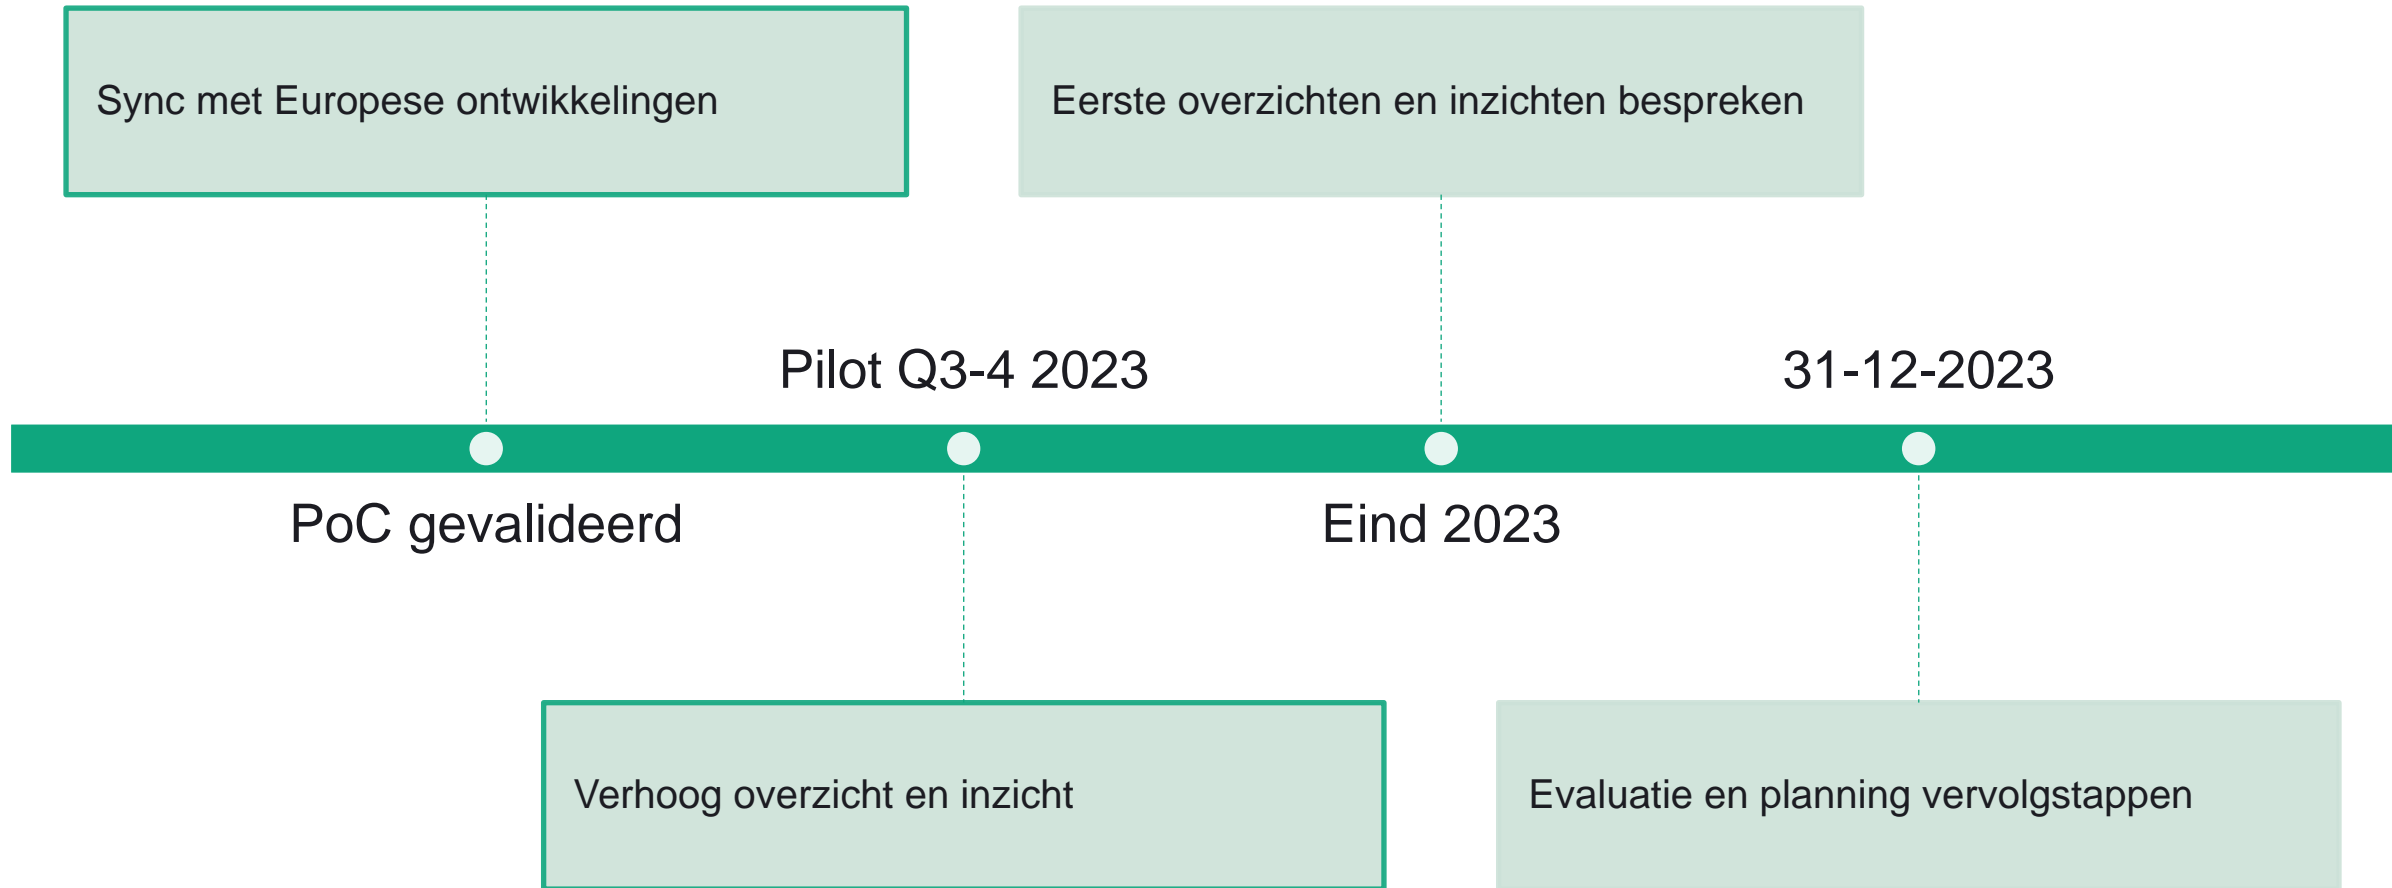 Sync met Europese ontwikkelingen
Eerste overzichten en inzichten bespreken
Pilot Q3-4 2023
31-12-2023
PoC gevalideerd
Eind 2023
Verhoog overzicht en inzicht
Evaluatie en planning vervolgstappen